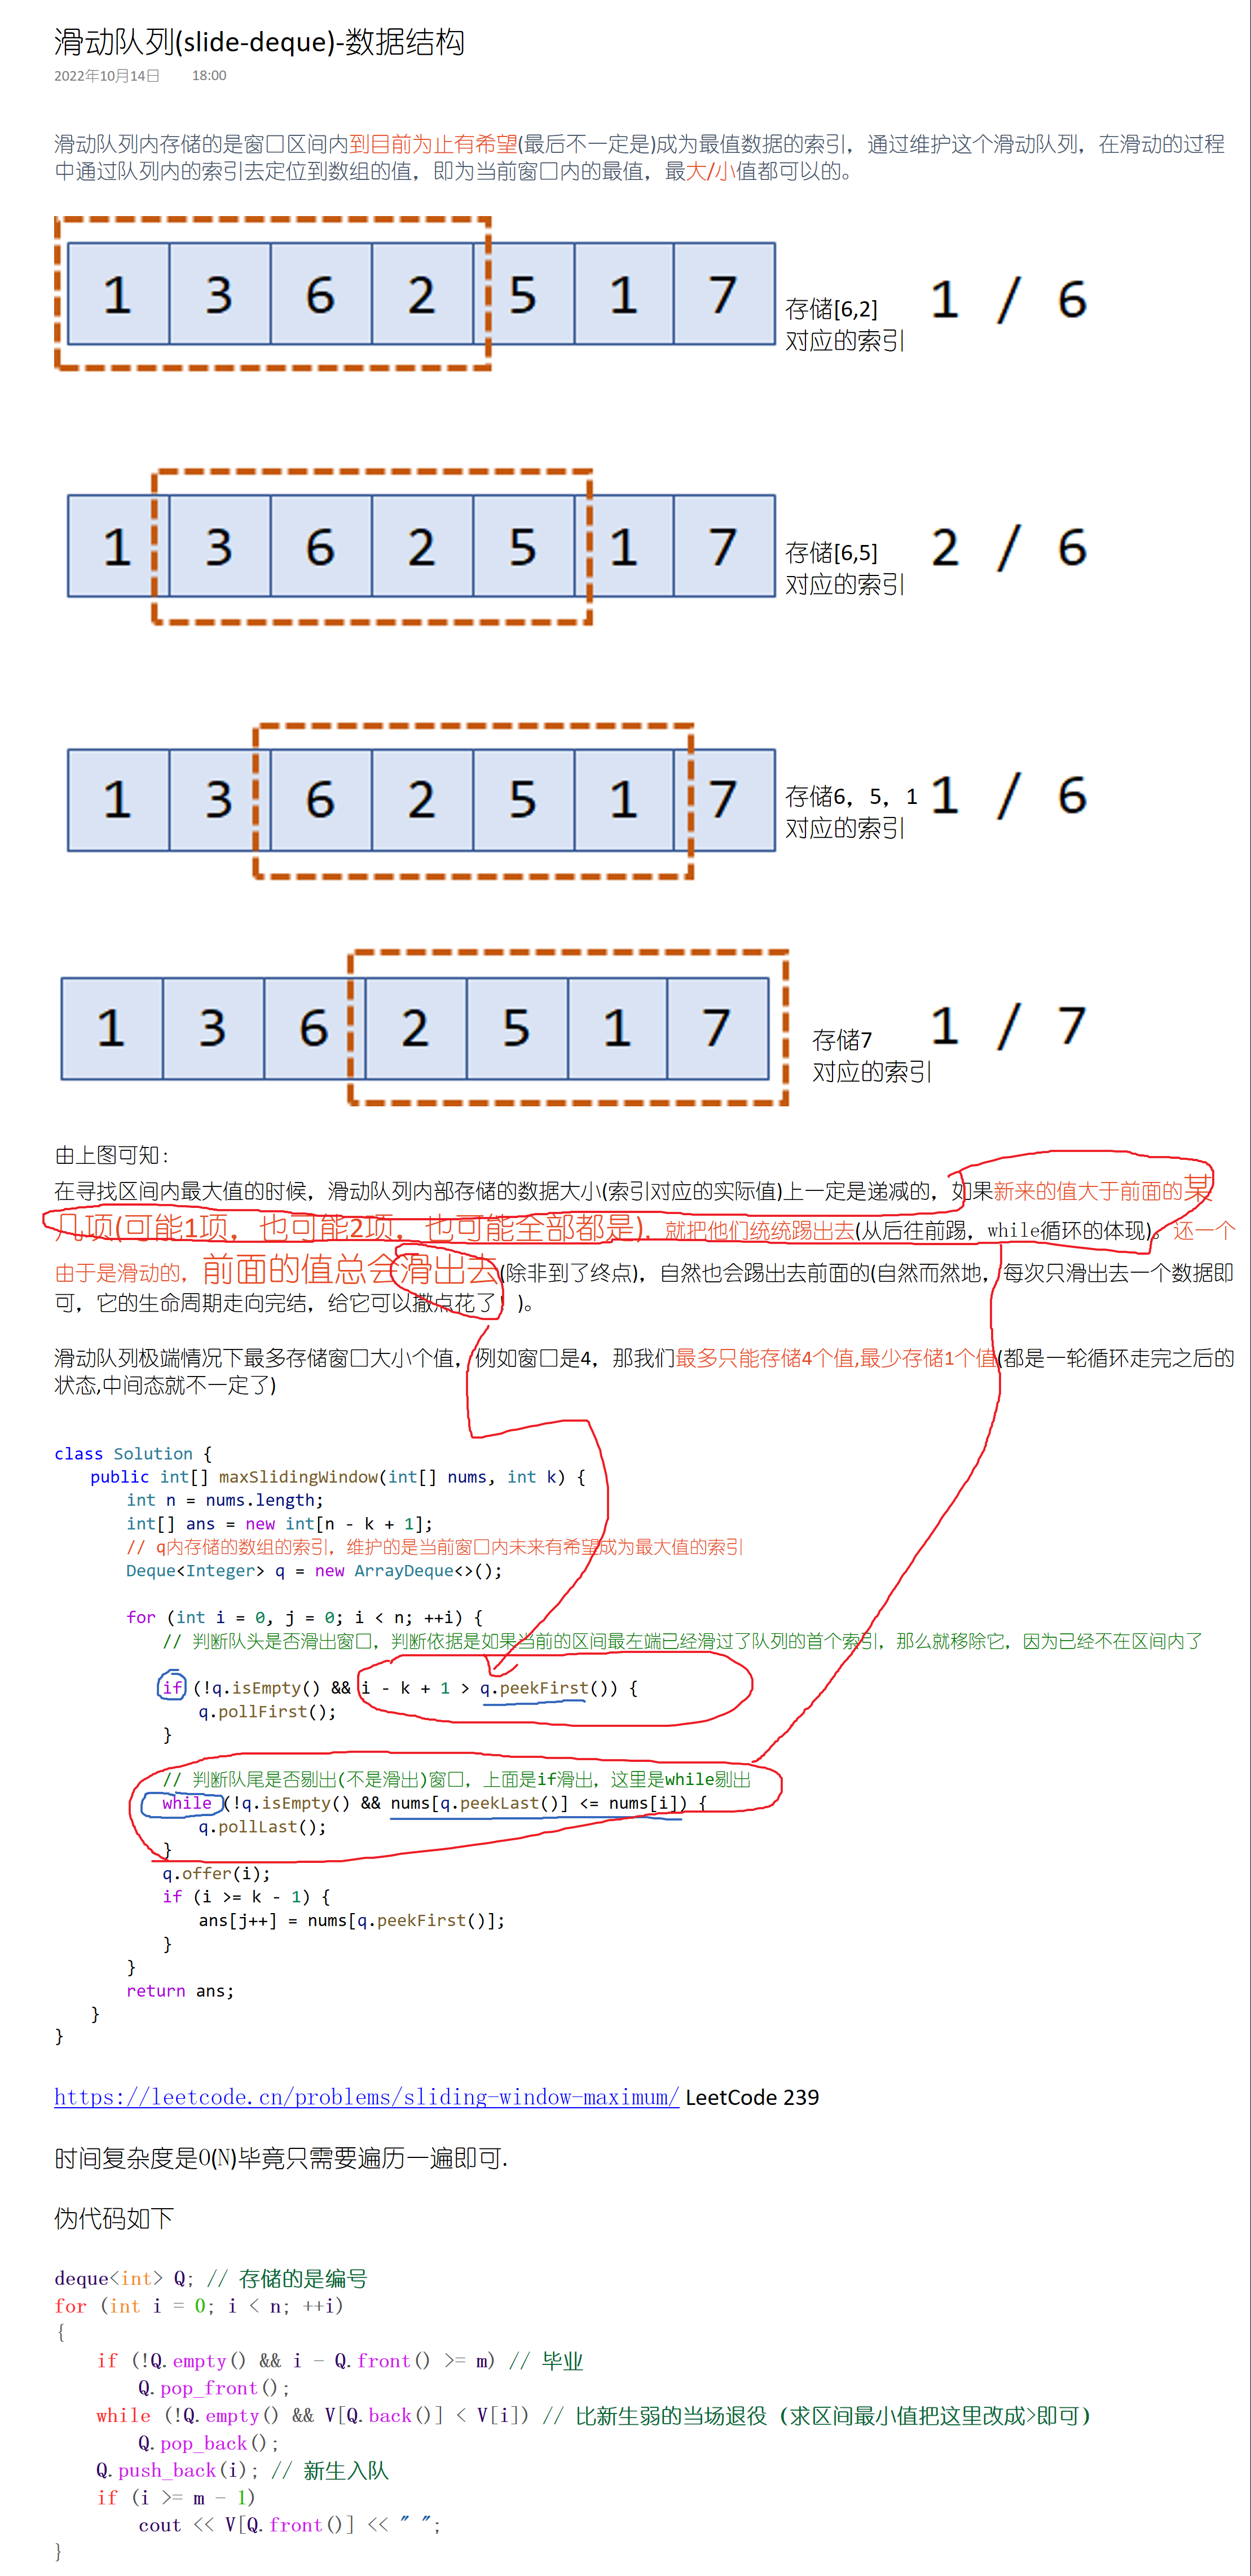 滑动队列(slide-deque)-数据结构
2022年10月14日 18:00
滑动队列内存储的是窗口区间内到目前为止有希望(最后不一定是)成为最值数据的索引，通过维护这个滑动队列，在滑动的过程
中通过队列内的索引去定位到数组的值，即为当前窗口内的最值，最大/小值都可以的。
1 3 6 2 5 1 7
存储[6,2]
对应的索引
1 / 6
1 3 6 2 5 1 7
存储[6,5]
对应的索引
2 / 6
1 3 6 2 5 1 7
存储6，5，1
对应的索引
1 / 6
1 3 6 2 5 1 7
存储7
对应的索引
1 / 7
由上图可知：
在寻找区间内最大值的时候，滑动队列内部存储的数据大小(索引对应的实际值)上一定是递减的，如果新来的值大于前面的某
几项(可能1项，也可能2项，也可能全部都是)．就把他们统统踢出去(从后往前踢，while循环的体现)。还一个
由于是滑动的，前面的值总会滑出去(除非到了终点)，自然也会踢出去前面的(自然而然地，每次只滑出去一个数据即
可，它的生命周期走向完结，给它可以撒点花了！)。
滑动队列极端情况下最多存储窗口大小个值，例如窗口是4，那我们最多只能存储4个值,最少存储1个值(都是一轮循环走完之后的
状态,中间态就不一定了)
class Solution {
    public int[] maxSlidingWindow(int[] nums, int k) {
        int n = nums.length;
        int[] ans = new int[n - k + 1];
        // q内存储的数组的索引，维护的是当前窗口内未来有希望成为最大值的索引
        Deque<Integer> q = new ArrayDeque<>();
        for (int i = 0, j = 0; i < n; ++i) {
            // 判断队头是否滑出窗口，判断依据是如果当前的区间最左端已经滑过了队列的首个索引，那么就移除它，因为已经不在区间内了
            if (!q.isEmpty() && i - k + 1 > q.peekFirst()) {
                q.pollFirst();
            }
            // 判断队尾是否剔出(不是滑出)窗口，上面是if滑出，这里是while剔出
            while (!q.isEmpty() && nums[q.peekLast()] <= nums[i]) {
                q.pollLast();
            }
            q.offer(i);
            if (i >= k - 1) {
                ans[j++] = nums[q.peekFirst()];
            }
        }
        return ans;
    }
}
https://leetcode.cn/problems/sliding-window-maximum/ LeetCode 239
时间复杂度是O(N)毕竟只需要遍历一遍即可.
伪代码如下
deque<int> Q; // 存储的是编号
for (int i = 0; i < n; ++i)
{
    if (!Q.empty() && i - Q.front() >= m) // 毕业
        Q.pop_front();
    while (!Q.empty() && V[Q.back()] < V[i]) // 比新生弱的当场退役（求区间最小值把这里改成>即可）
        Q.pop_back();
    Q.push_back(i); // 新生入队
    if (i >= m - 1)
        cout << V[Q.front()] << " ";
}